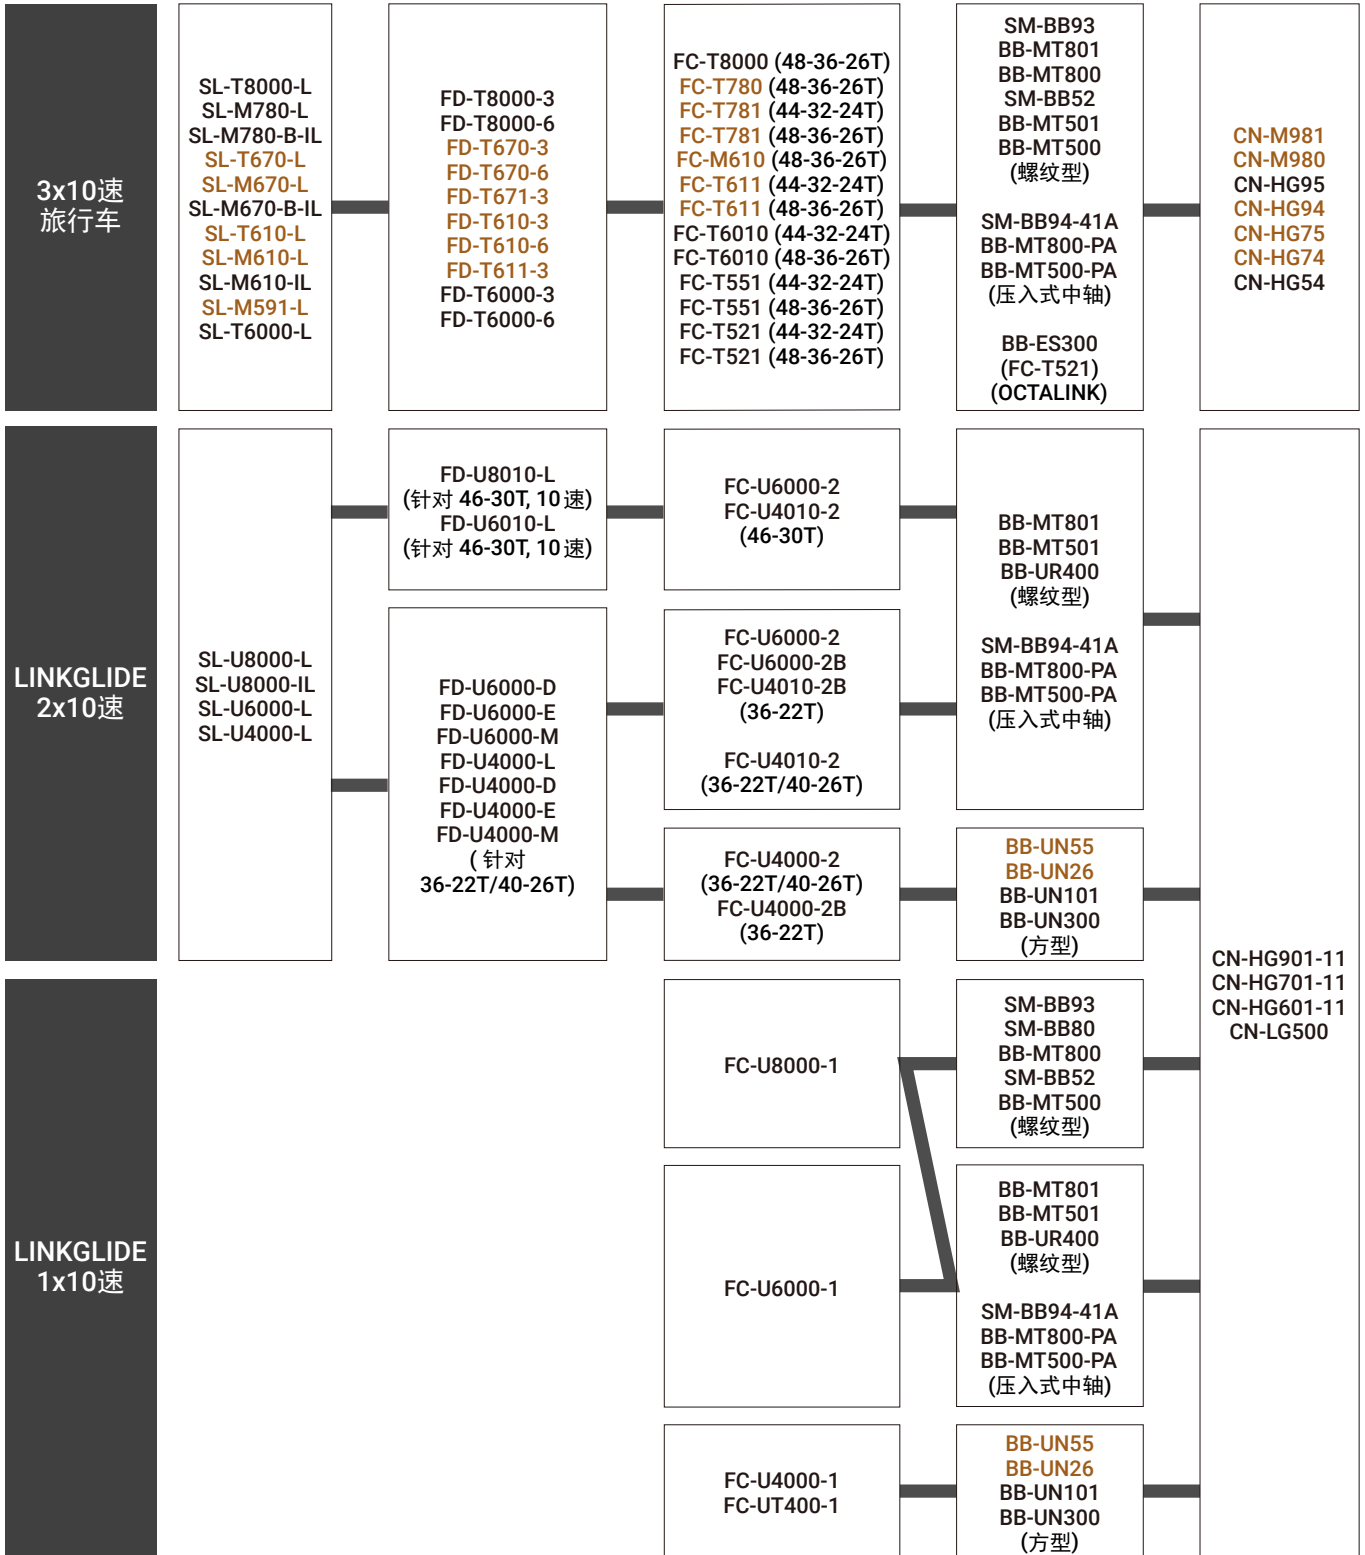 3x10速
旅行车
SL-T8000-L
SL-M780-L
SL-M780-B-IL
SL-T670-L
SL-M670-L
SL-M670-B-IL
SL-T610-L
SL-M610-L
SL-M610-IL
SL-M591-L
SL-T6000-L
FD-T8000-3
FD-T8000-6
FD-T670-3
FD-T670-6
FD-T671-3
FD-T610-3
FD-T610-6
FD-T611-3
FD-T6000-3
FD-T6000-6
FC-T8000 (48-36-26T)
FC-T780 (48-36-26T)
FC-T781 (44-32-24T)
FC-T781 (48-36-26T)
FC-M610 (48-36-26T)
FC-T611 (44-32-24T)
FC-T611 (48-36-26T)
FC-T6010 (44-32-24T)
FC-T6010 (48-36-26T)
FC-T551 (44-32-24T)
FC-T551 (48-36-26T)
FC-T521 (44-32-24T)
FC-T521 (48-36-26T)
SM-BB93
BB-MT801
BB-MT800
SM-BB52
BB-MT501
BB-MT500
(螺纹型)
SM-BB94-41A
BB-MT800-PA
BB-MT500-PA
(压入式中轴)
BB-ES300
(FC-T521)
(OCTALINK)
CN-M981
CN-M980
CN-HG95
CN-HG94
CN-HG75
CN-HG74
CN-HG54
LINKGLIDE
2x10速
SL-U8000-L
SL-U8000-IL
SL-U6000-L
SL-U4000-L
FD-U8010-L
(针对 46-30T, 10速)
FD-U6010-L
(针对 46-30T, 10速)
FC-U6000-2
FC-U4010-2
(46-30T)
BB-MT801
BB-MT501
BB-UR400
(螺纹型)
SM-BB94-41A
BB-MT800-PA
BB-MT500-PA
(压入式中轴)
FD-U6000-D
FD-U6000-E
FD-U6000-M
FD-U4000-L
FD-U4000-D
FD-U4000-E
FD-U4000-M
( 针对
36-22T/40-26T)
FC-U6000-2
FC-U6000-2B
FC-U4010-2B
(36-22T)
FC-U4010-2
(36-22T/40-26T)
FC-U4000-2
(36-22T/40-26T)
FC-U4000-2B
(36-22T)
BB-UN55
BB-UN26
BB-UN101
BB-UN300
(方型)
CN-HG901-11
CN-HG701-11
CN-HG601-11
CN-LG500
LINKGLIDE
1x10速
FC-U8000-1
SM-BB93
SM-BB80
BB-MT800
SM-BB52
BB-MT500
(螺纹型)
FC-U6000-1
BB-MT801
BB-MT501
BB-UR400
(螺纹型)
SM-BB94-41A
BB-MT800-PA
BB-MT500-PA
(压入式中轴)
FC-U4000-1
FC-UT400-1
BB-UN55
BB-UN26
BB-UN101
BB-UN300
(方型)